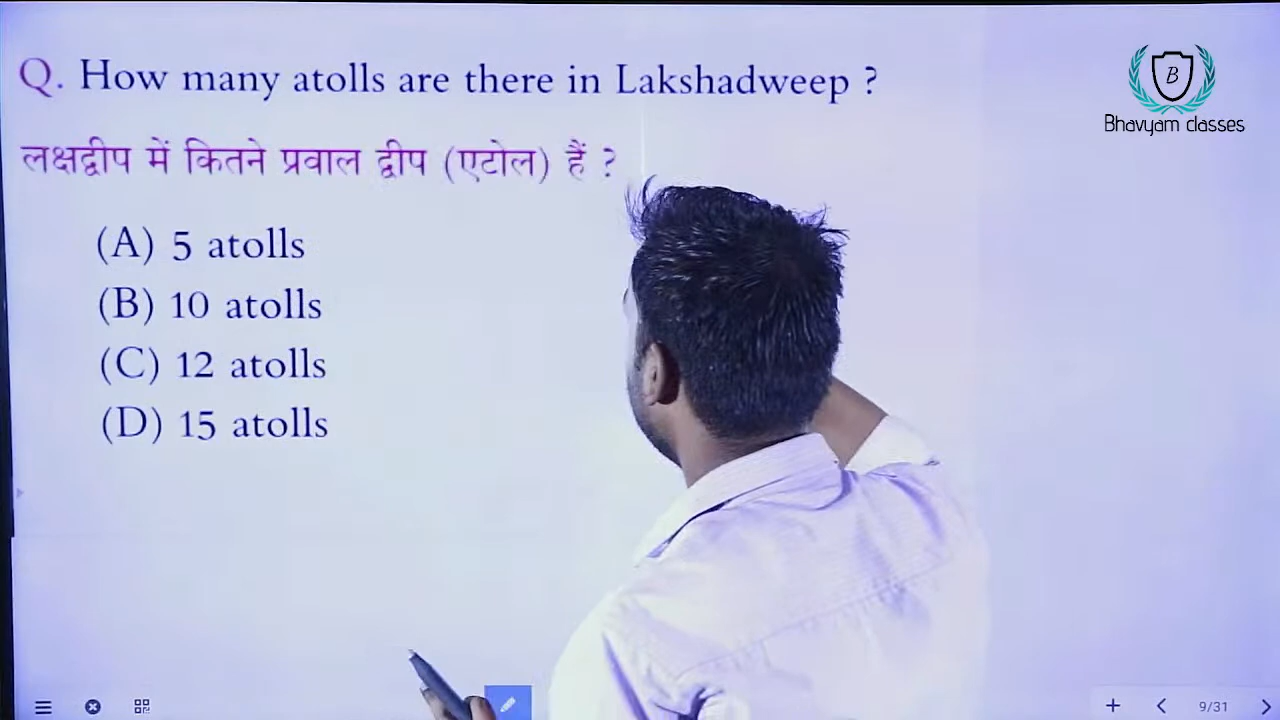 Q. How many atolls are there in Lakshadweep ?
B
Bhavyam classes
लक्षद्वीप में कितने प्रवाल द्वीप (एटोल) हैं ?
(A) 5 atolls
(B) 10 atolls
(C) 12 atolls
(D) 15 atolls
9/31